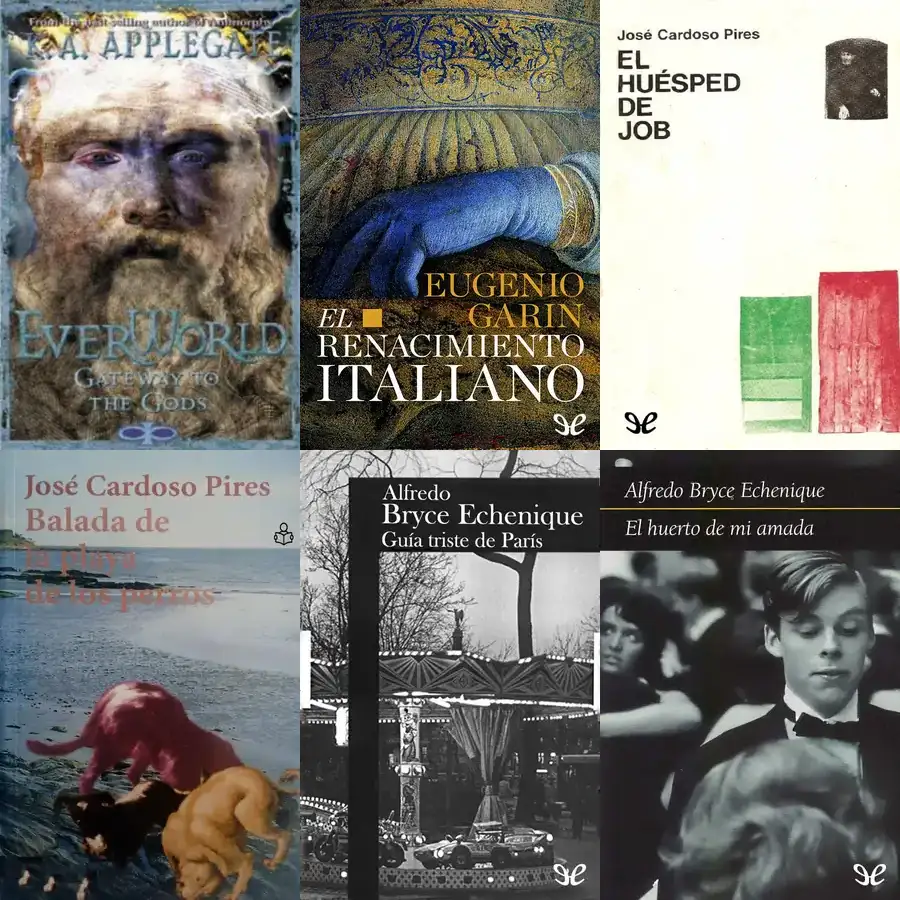 From the best-selling author of Animorphs
K.A. APPLEGATE
EVERWORLD
GATEWAY TO
THE GODS
EUGENIO
GARIN
EL
RENACIMIENTO
ITALIANO
José Cardoso Pires
EL
HUÉSPED
DE
JOB
José Cardoso Pires
Balada de
la playa
de los perros
Alfredo
Bryce Echenique
Guía triste de París
Alfredo Bryce Echenique
El huerto de mi amada